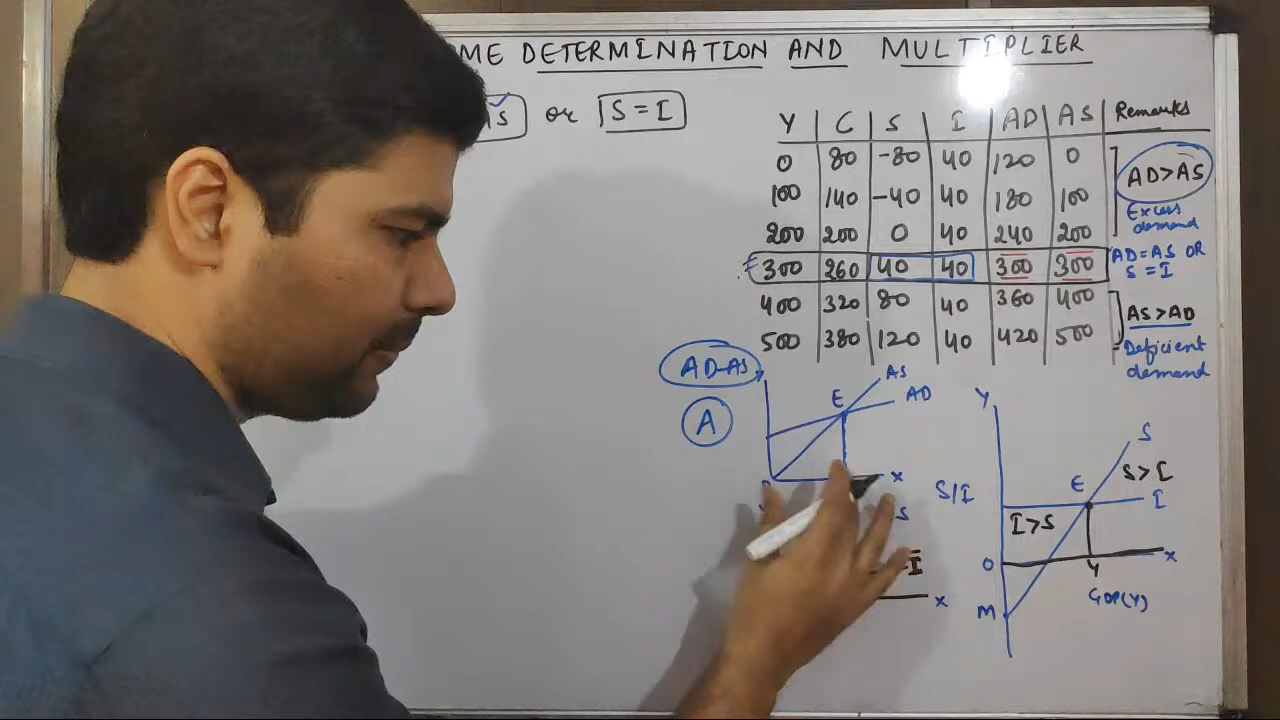 OME DETERMINATION AND MULTIPLIER
S or S = I
Y C S I AD AS Remarks
0 80 -80 40 120 0
100 140 -40 40 180 100
200 200 0 40 240 200
300 260 40 40 300 300
400 320 80 40 360 400
500 380 120 40 420 500
AD>AS
Excess
demand
AD=AS OR
S = I
AS>AD
Deficient
demand
AD-AS
A
E
AS
AD
X
S
=I
X
Y
S
S/I
E
S>I
I
I>S
O
Y
X
M
GDP(Y)